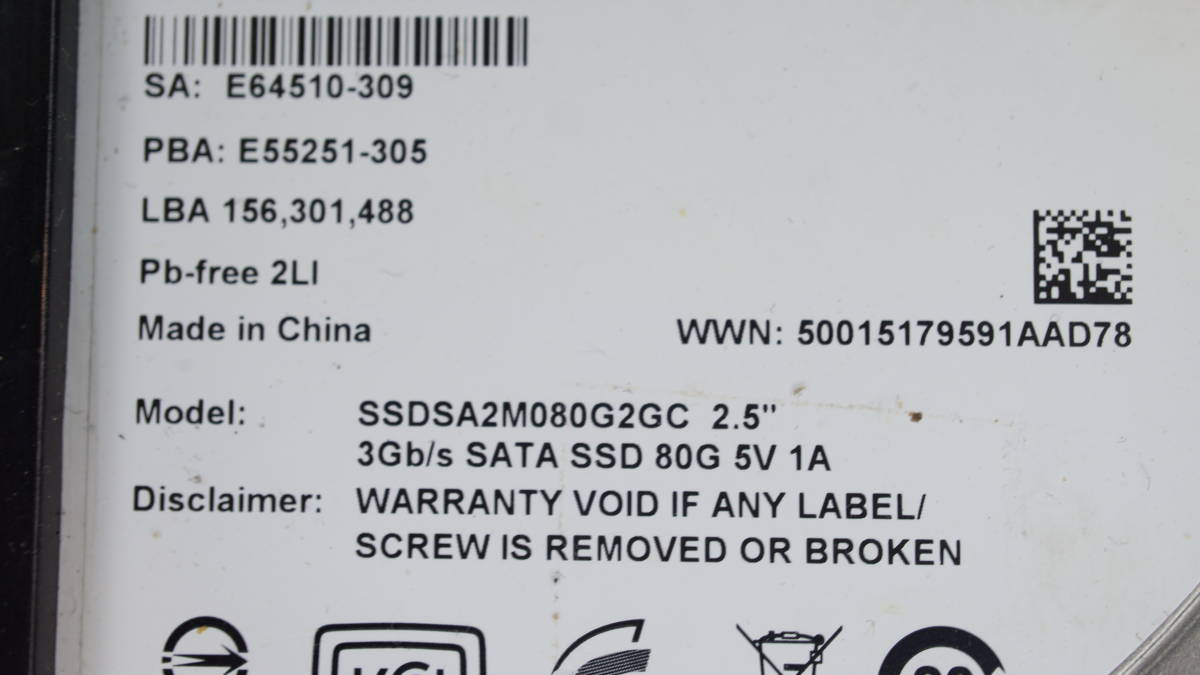 SA: E64510-309
PBA: E55251-305
LBA 156,301,488
Pb-free 2LI
Made in China
WWN: 50015179591AAD78
Model: SSDSA2M080G2GC 2.5"
3Gb/s SATA SSD 80G 5V 1A
Disclaimer: WARRANTY VOID IF ANY LABEL/
SCREW IS REMOVED OR BROKEN